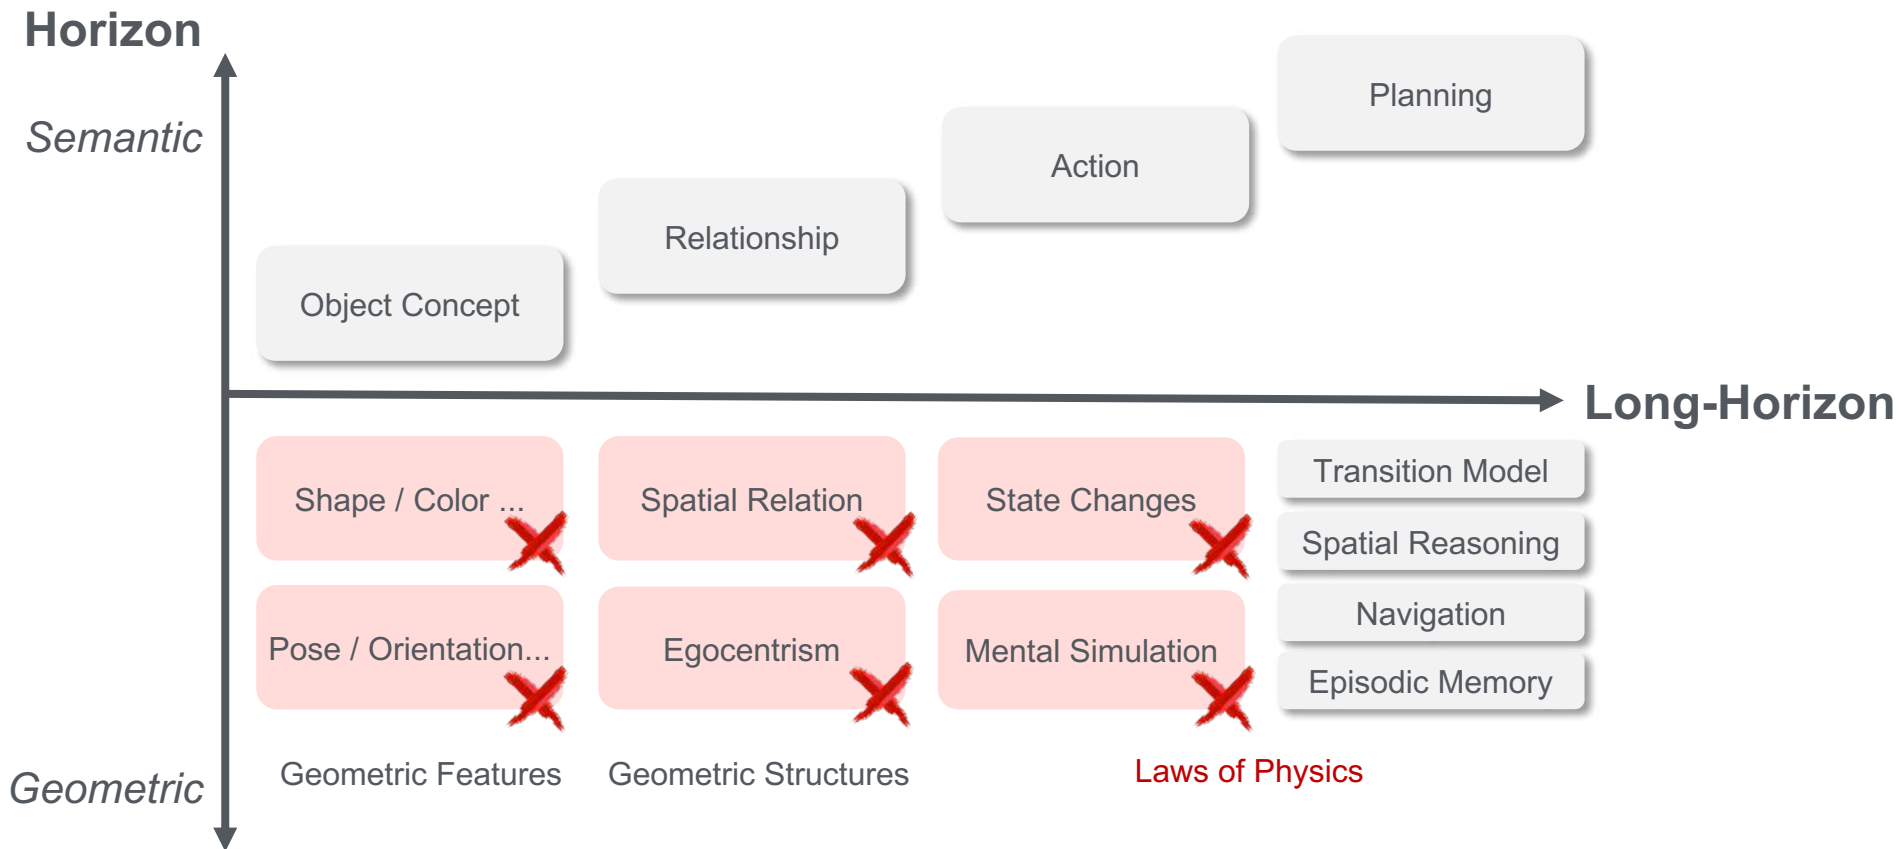 Horizon
Semantic
Planning
Action
Relationship
Object Concept
Long-Horizon
Shape / Color ...
Spatial Relation
State Changes
Transition Model
Spatial Reasoning
Pose / Orientation...
Egocentrism
Mental Simulation
Navigation
Episodic Memory
Geometric
Geometric Features
Geometric Structures
Laws of Physics